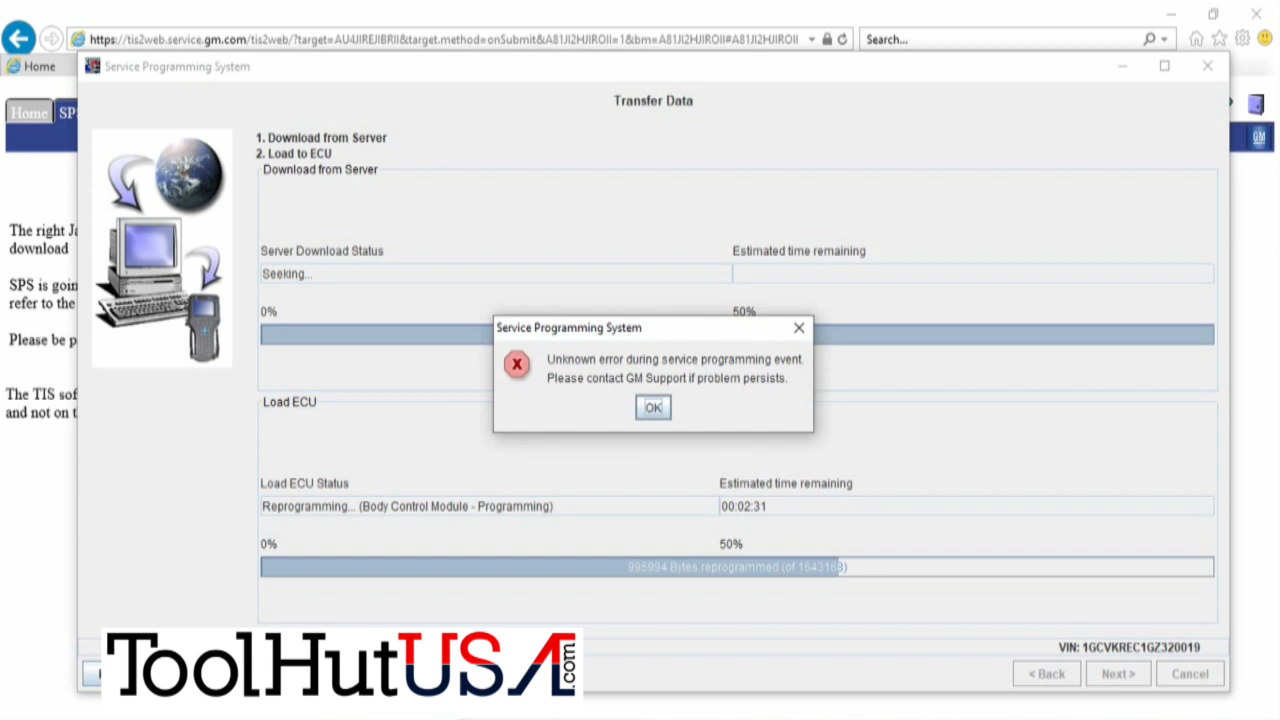 https://tis2web.service.gm.com/tis2web/?target=AU4JIREJIBRII&target.method=onSubmit&A81JI2HJIROII=1&bm=A81JI2HJIROII#A81JI2HJIROII
Search...
Home
Service Programming System
Home
SP
GM
Transfer Data
1. Download from Server
2. Load to ECU
Download from Server
The right Ja
download
SPS is goin
refer to the
Please be p
The TIS sof
and not on t
Server Download Status
Estimated time remaining
Seeking...
0%
50%
Service Programming System
Unknown error during service programming event.
Please contact GM Support if problem persists.
OK
Load ECU
Load ECU Status
Estimated time remaining
Reprogramming... (Body Control Module - Programming)
00:02:31
0%
50%
995994 Bytes reprogrammed (of 1643168)
VIN: 1GCVKREC1GZ320019
< Back
Next >
Cancel
ToolHutUSA.com